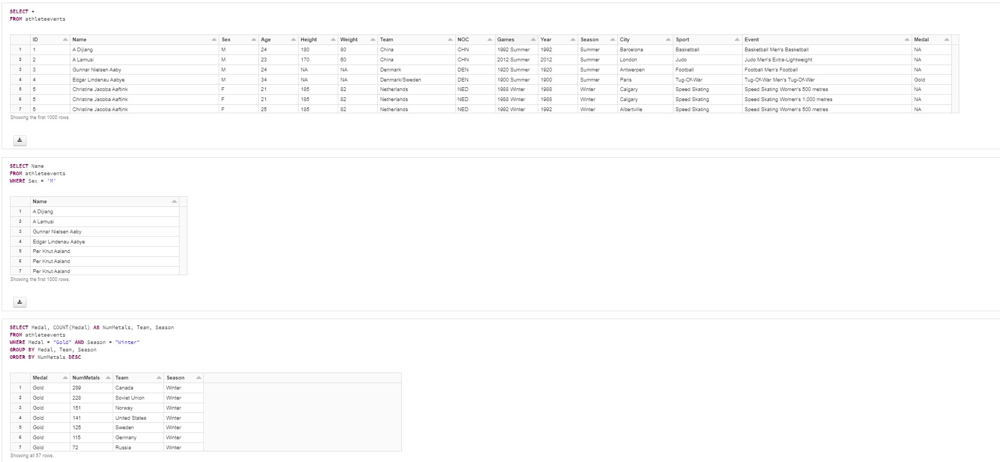 SELECT *
FROM athleteevents
ID Name Sex Age Height Weight Team NOC Games Year Season City Sport Event Medal
1 1 A Dijiang M 24 180 80 China CHN 1992 Summer 1992 Summer Barcelona Basketball Basketball Men's Basketball NA
2 2 A Lamusi M 23 170 60 China CHN 2012 Summer 2012 Summer London Judo Judo Men's Extra-Lightweight NA
3 3 Gunnar Nielsen Aaby M 24 NA NA Denmark DEN 1920 Summer 1920 Summer Antwerpen Football Football Men's Football NA
4 4 Edgar Lindenau Aabye M 34 NA NA Denmark/Sweden DEN 1900 Summer 1900 Summer Paris Tug-Of-War Tug-Of-War Men's Tug-Of-War Gold
5 5 Christine Jacoba Aaftink F 21 185 82 Netherlands NED 1988 Winter 1988 Winter Calgary Speed Skating Speed Skating Women's 500 metres NA
6 5 Christine Jacoba Aaftink F 21 185 82 Netherlands NED 1988 Winter 1988 Winter Calgary Speed Skating Speed Skating Women's 1,000 metres NA
7 5 Christine Jacoba Aaftink F 25 185 82 Netherlands NED 1992 Winter 1992 Winter Albertville Speed Skating Speed Skating Women's 500 metres NA
Showing the first 1000 rows.
SELECT Name
FROM athleteevents
WHERE Sex = 'M'
Name
1 A Dijiang
2 A Lamusi
3 Gunnar Nielsen Aaby
4 Edgar Lindenau Aabye
5 Per Knut Aaland
6 Per Knut Aaland
7 Per Knut Aaland
Showing the first 1000 rows.
SELECT Medal, COUNT(Medal) AS NumMetals, Team, Season
FROM athleteevents
WHERE Medal = "Gold" AND Season = "Winter"
GROUP BY Medal, Team, Season
ORDER BY NumMetals DESC
Medal NumMetals Team Season
1 Gold 289 Canada Winter
2 Gold 228 Soviet Union Winter
3 Gold 151 Norway Winter
4 Gold 141 United States Winter
5 Gold 125 Sweden Winter
6 Gold 115 Germany Winter
7 Gold 72 Russia Winter
Showing all 57 rows.